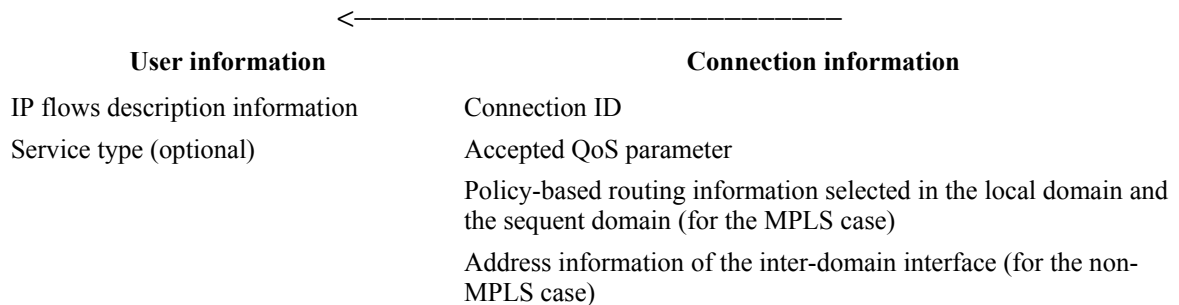 User information Connection information
IP flows description information Connection ID
Service type (optional) Accepted QoS parameter
Policy-based routing information selected in the local domain and
the sequent domain (for the MPLS case)
Address information of the inter-domain interface (for the non-
MPLS case)